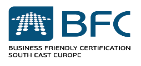 BFC
BUSINESS FRIENDLY CERTIFICATION
SOUTH EAST EUROPE